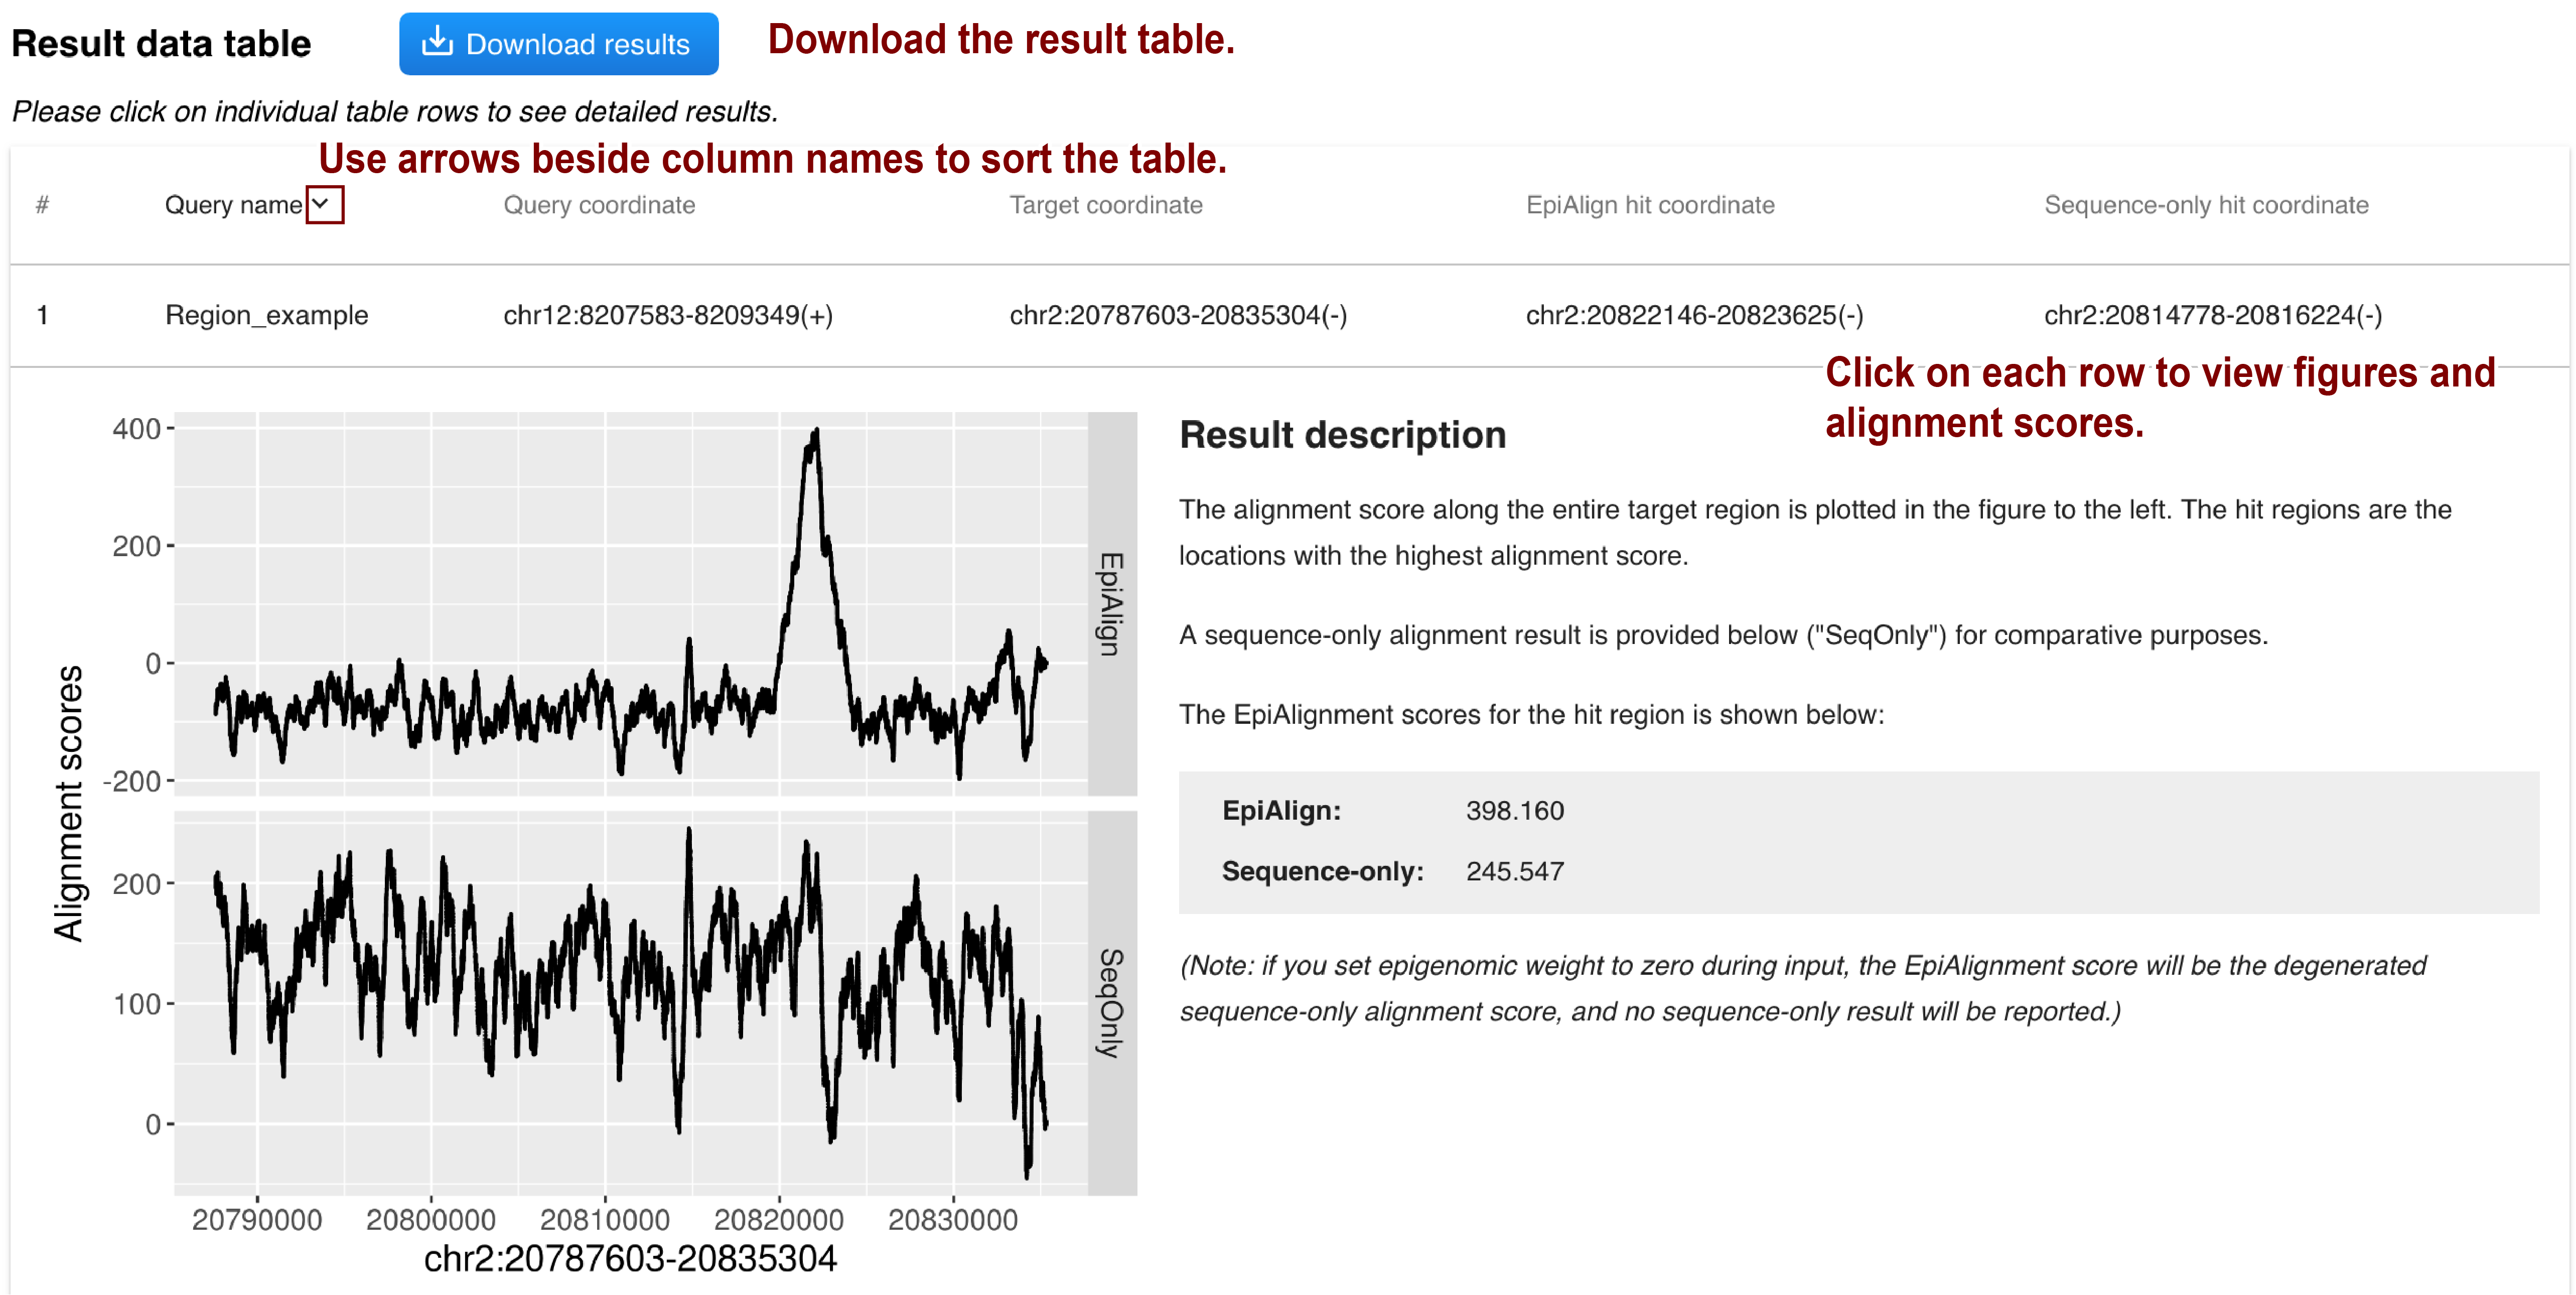 Result data table
Download results
Download the result table.
Please click on individual table rows to see detailed results.
Use arrows beside column names to sort the table.
# Query name Query coordinate Target coordinate EpiAlign hit coordinate Sequence-only hit coordinate
1 Region_example chr12:8207583-8209349(+) chr2:20787603-20835304(-) chr2:20822146-20823625(-) chr2:20814778-20816224(-)
Click on each row to view figures and
alignment scores.
Alignment scores
400
200
0
-200
EpiAlign
200
100
0
SeqOnly
20790000 20800000 20810000 20820000 20830000
chr2:20787603-20835304
Result description
The alignment score along the entire target region is plotted in the figure to the left. The hit regions are the
locations with the highest alignment score.
A sequence-only alignment result is provided below ("SeqOnly") for comparative purposes.
The EpiAlignment scores for the hit region is shown below:
EpiAlign: 398.160
Sequence-only: 245.547
(Note: if you set epigenomic weight to zero during input, the EpiAlignment score will be the degenerated
sequence-only alignment score, and no sequence-only result will be reported.)